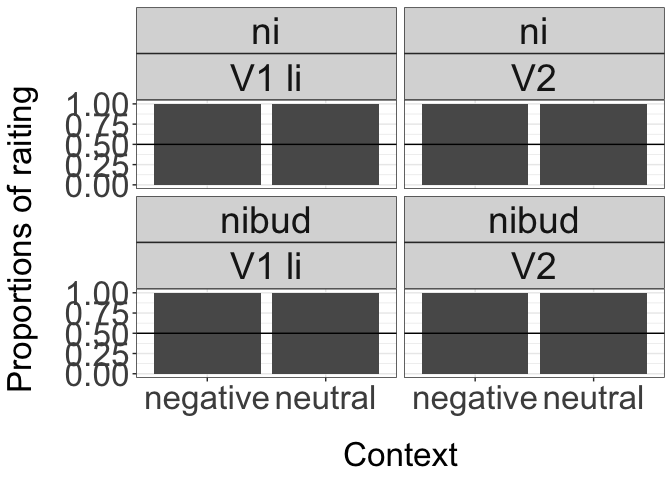 ni
ni
V1 li
V2
1.00
0.75
0.50
0.25
0.00
nibud
nibud
V1 li
V2
1.00
0.75
0.50
0.25
0.00
negative neutral
negative neutral
Context
Proportions of raiting